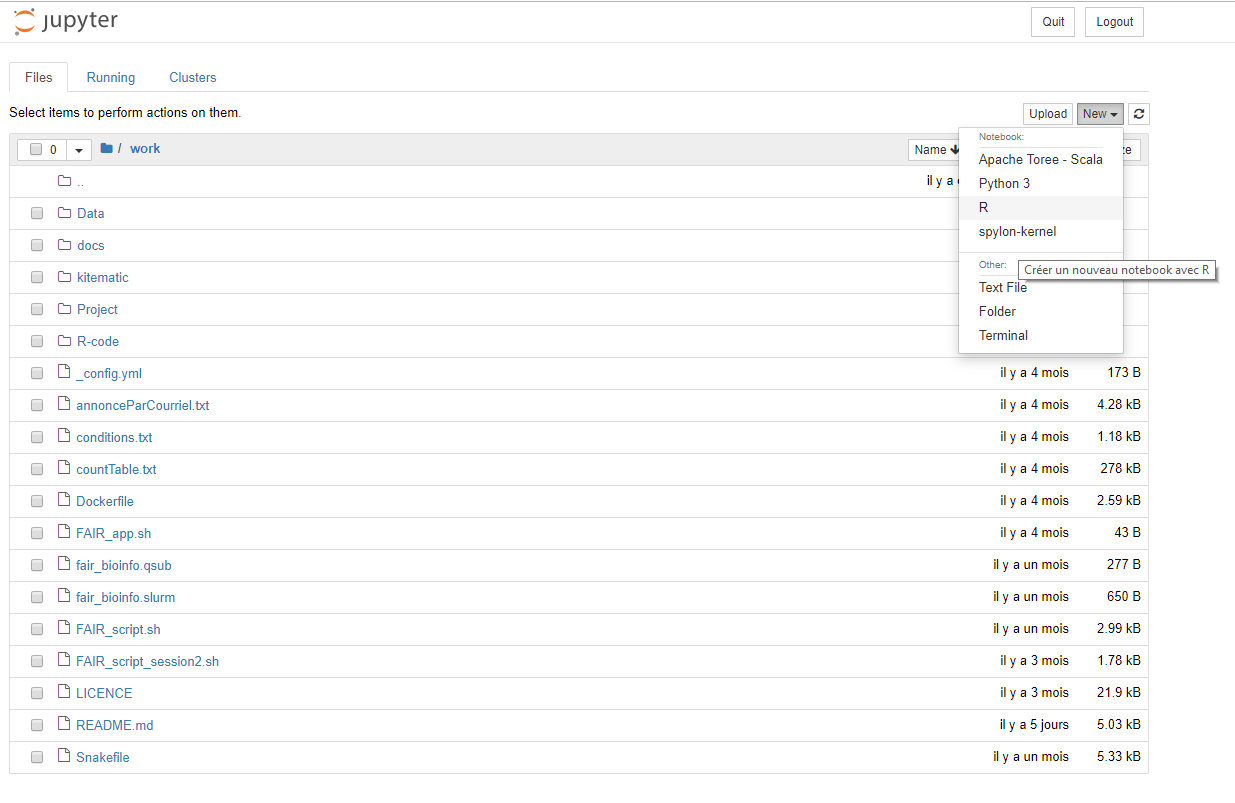 jupyter
Quit Logout
Files Running Clusters
Select items to perform actions on them.
Upload New
0 / work Name ze
Notebook:
Apache Toree - Scala
Python 3
R
spylon-kernel
Other:
Créer un nouveau notebook avec R
Text File
Folder
Terminal
.. il y a
Data
docs
kitematic
Project
R-code
_config.yml il y a 4 mois 173 B
annonceParCourriel.txt il y a 4 mois 4.28 kB
conditions.txt il y a 4 mois 1.18 kB
countTable.txt il y a 4 mois 278 kB
Dockerfile il y a 4 mois 2.59 kB
FAIR_app.sh il y a 4 mois 43 B
fair_bioinfo.qsub il y a un mois 277 B
fair_bioinfo.slurm il y a un mois 650 B
FAIR_script.sh il y a un mois 2.99 kB
FAIR_script_session2.sh il y a 3 mois 1.78 kB
LICENCE il y a 3 mois 21.9 kB
README.md il y a 5 jours 5.03 kB
Snakefile il y a un mois 5.33 kB